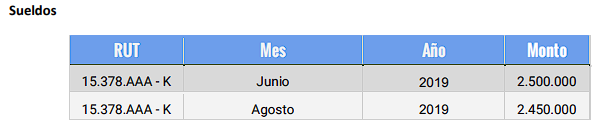 Sueldos
RUT Mes Año Monto
15.378.AAA - K Junio 2019 2.500.000
15.378.AAA - K Agosto 2019 2.450.000